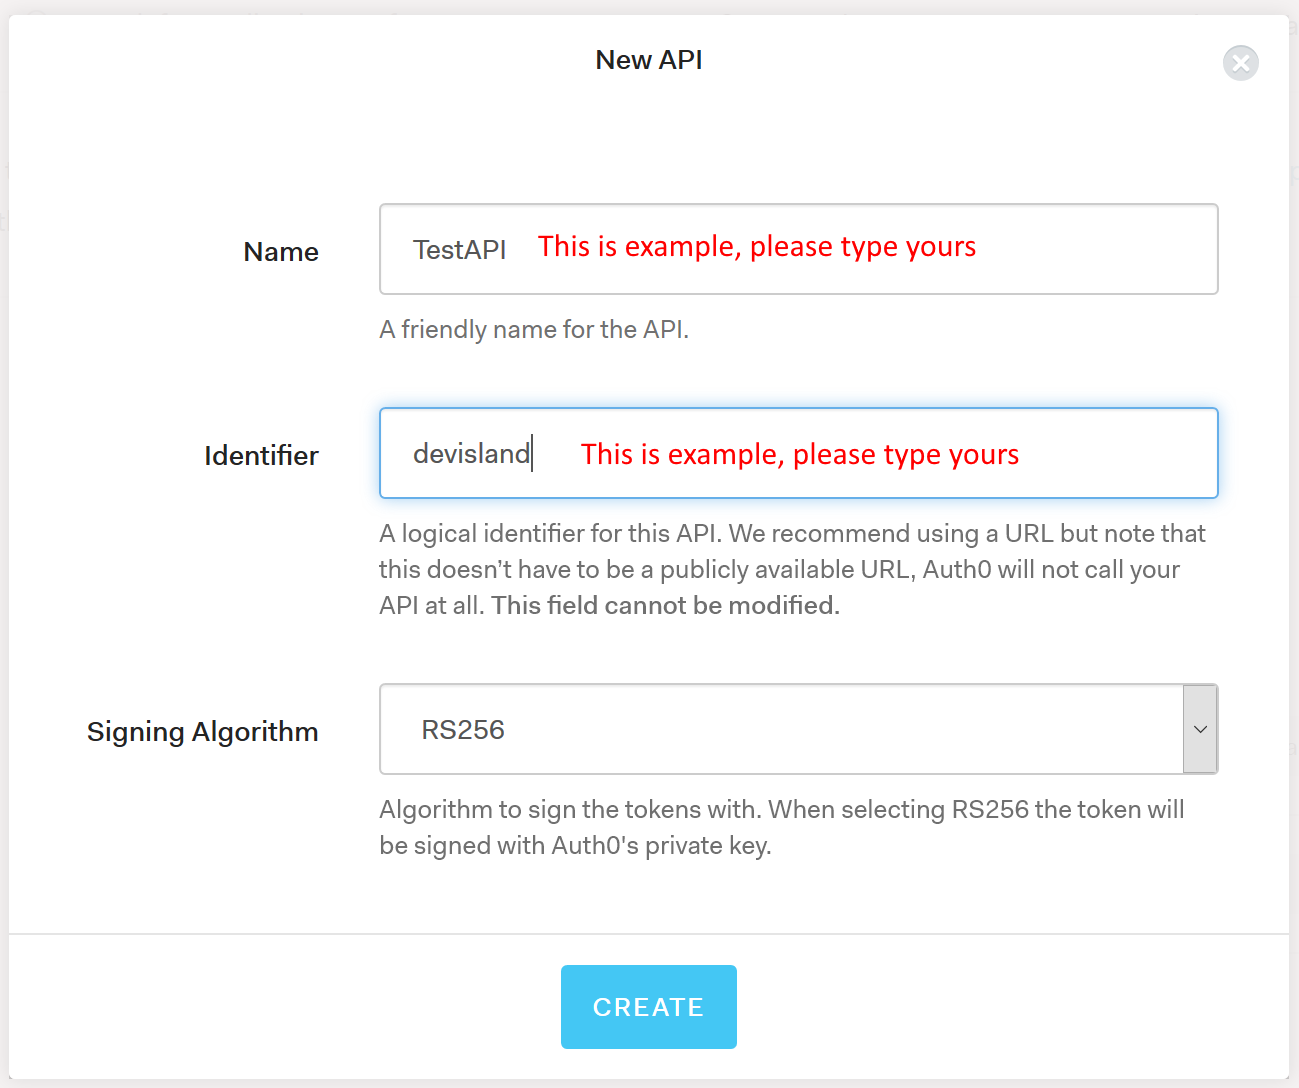 New API
Name
TestAPI This is example, please type yours
A friendly name for the API.
Identifier
devisland This is example, please type yours
A logical identifier for this API. We recommend using a URL but note that
this doesn’t have to be a publicly available URL, Auth0 will not call your
API at all. This field cannot be modified.
Signing Algorithm
RS256
Algorithm to sign the tokens with. When selecting RS256 the token will
be signed with Auth0's private key.
CREATE